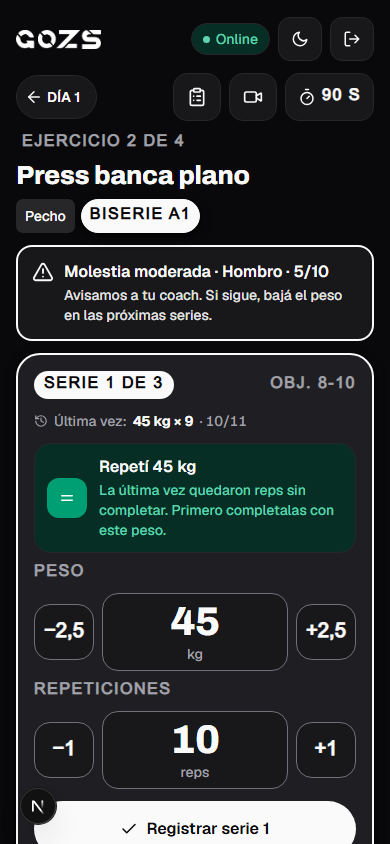 GOZS
Online
DÍA 1
90 S
EJERCICIO 2 DE 4
Press banca plano
Pecho
BISERIE A1
Molestia moderada · Hombro · 5/10
Avisamos a tu coach. Si sigue, bajá el peso
en las próximas series.
SERIE 1 DE 3
OBJ. 8-10
Última vez: 45 kg × 9 · 10/11
=
Repetí 45 kg
La última vez quedaron reps sin
completar. Primero completalas con
este peso.
PESO
−2,5
45
kg
+2,5
REPETICIONES
−1
10
reps
+1
N
Registrar serie 1